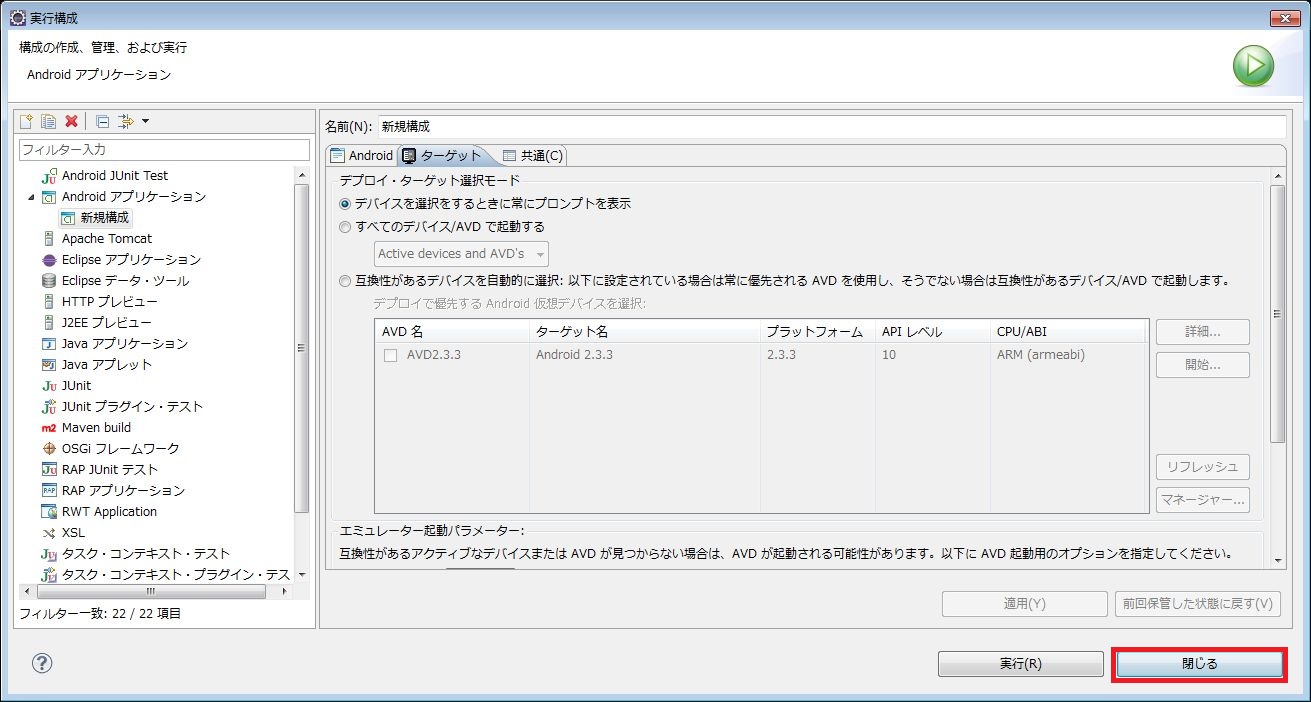 実行構成
構成の作成、管理、および実行
Android アプリケーション
フィルター入力
Android JUnit Test
Android アプリケーション
新規構成
Apache Tomcat
Eclipse アプリケーション
Eclipse データ・ツール
HTTP プレビュー
J2EE プレビュー
Java アプリケーション
Java アプレット
JUnit
JUnit プラグイン・テスト
Maven build
OSGi フレームワーク
RAP JUnit テスト
RAP アプリケーション
RWT Application
XSL
タスク・コンテキスト・テスト
タスク・コンテキスト・プラグイン・テス
フィルター一致: 22 / 22 項目
名前(N): 新規構成
Android ターゲット 共通(C)
デプロイ・ターゲット選択モード
デバイスを選択をするときに常にプロンプトを表示
すべてのデバイス/AVD で起動する
Active devices and AVD's
互換性があるデバイスを自動的に選択: 以下に設定されている場合は常に優先される AVD を使用し、そうでない場合は互換性があるデバイス/AVD で起動します。
デプロイで優先する Android 仮想デバイスを選択:
AVD 名 ターゲット名 プラットフォーム API レベル CPU/ABI
AVD2.3.3 Android 2.3.3 2.3.3 10 ARM (armeabi)
詳細...
開始...
リフレッシュ
マネージャー...
エミュレーター起動パラメーター:
互換性があるアクティブなデバイスまたは AVD が見つからない場合は、AVD が起動される可能性があります。以下に AVD 起動用のオプションを指定してください。
適用(Y) 前回保管した状態に戻す(V)
実行(R) 閉じる